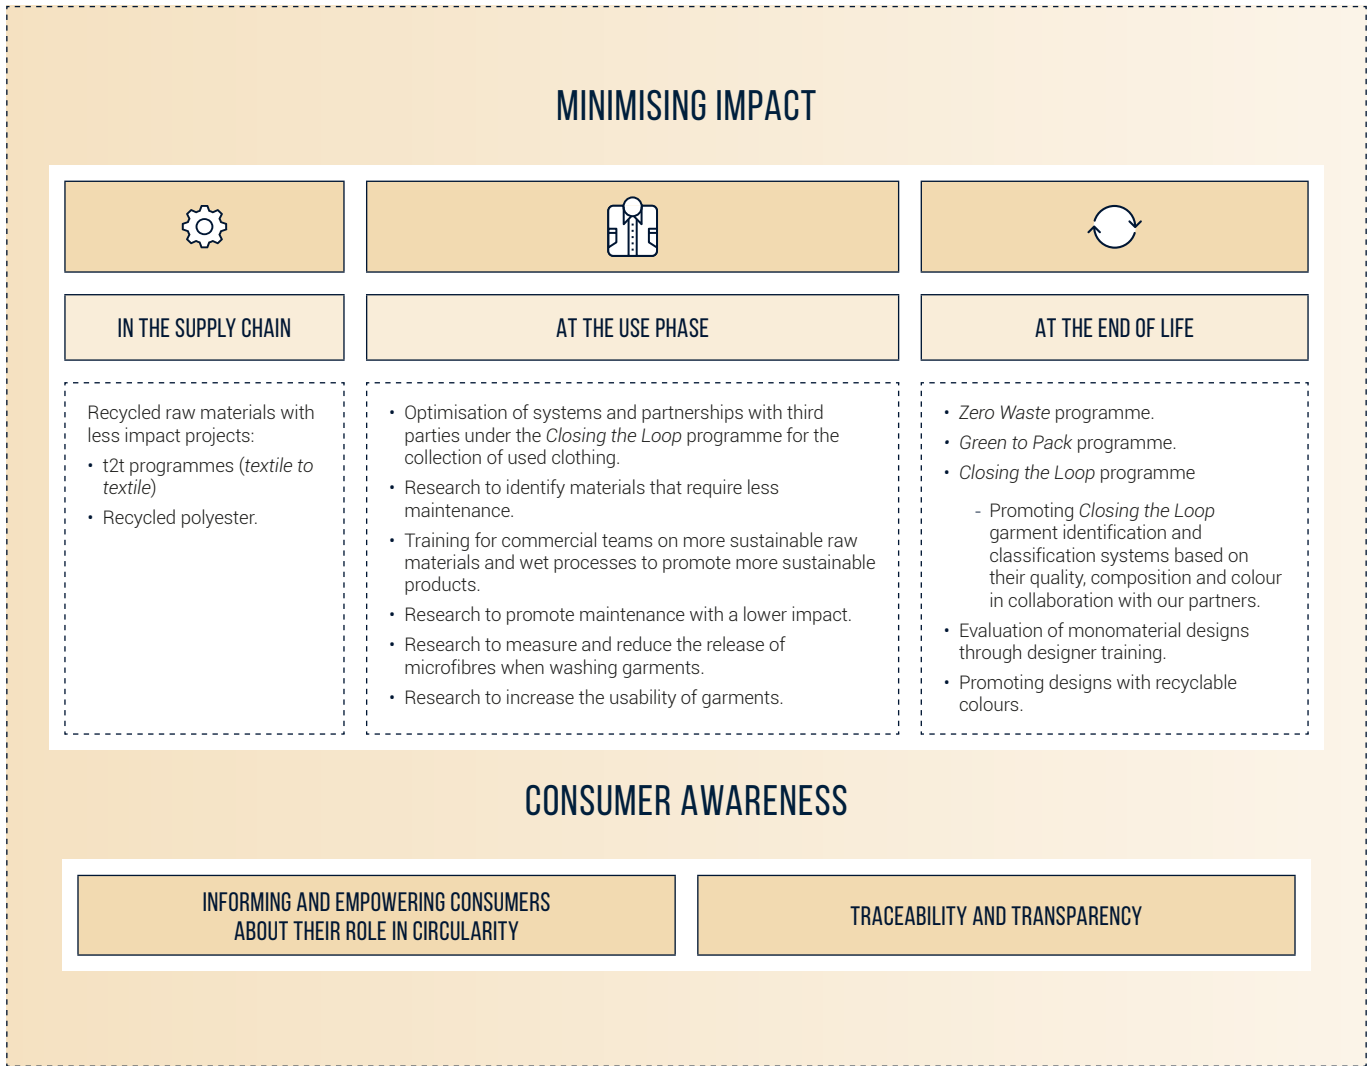 MINIMISING IMPACT
IN THE SUPPLY CHAIN
Recycled raw materials with
less impact projects:
• t2t programmes (textile to
textile)
• Recycled polyester.
AT THE USE PHASE
• Optimisation of systems and partnerships with third
parties under the Closing the Loop programme for the
collection of used clothing.
• Research to identify materials that require less
maintenance.
• Training for commercial teams on more sustainable raw
materials and wet processes to promote more sustainable
products.
• Research to promote maintenance with a lower impact.
• Research to measure and reduce the release of
microfibres when washing garments.
• Research to increase the usability of garments.
AT THE END OF LIFE
• Zero Waste programme.
• Green to Pack programme.
• Closing the Loop programme
- Promoting Closing the Loop
garment identification and
classification systems based on
their quality, composition and colour
in collaboration with our partners.
• Evaluation of monomaterial designs
through designer training.
• Promoting designs with recyclable
colours.
CONSUMER AWARENESS
INFORMING AND EMPOWERING CONSUMERS
ABOUT THEIR ROLE IN CIRCULARITY
TRACEABILITY AND TRANSPARENCY